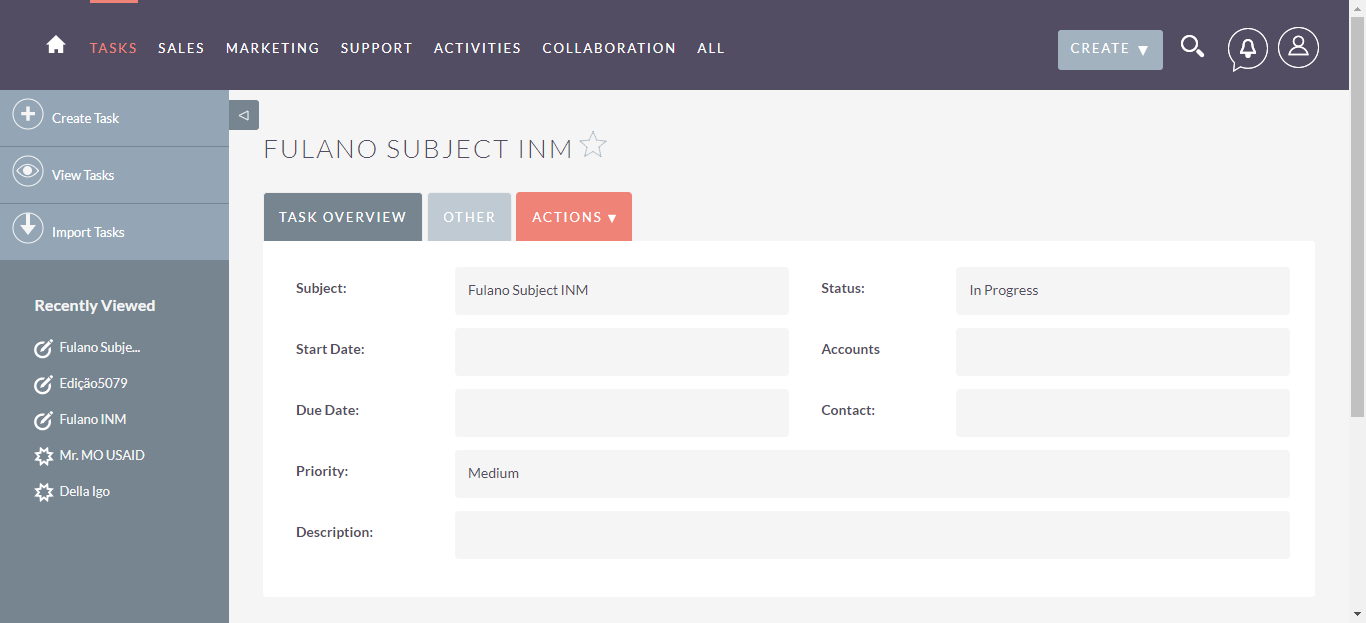 TASKS SALES MARKETING SUPPORT ACTIVITIES COLLABORATION ALL CREATE ▼
Create Task
View Tasks
Import Tasks
Recently Viewed
Fulano Subje...
Edição5079
Fulano INM
Mr. MO USAID
Della Igo
FULANO SUBJECT INM
TASK OVERVIEW OTHER ACTIONS ▼
Subject: Fulano Subject INM Status: In Progress
Start Date: Accounts
Due Date: Contact:
Priority: Medium
Description: